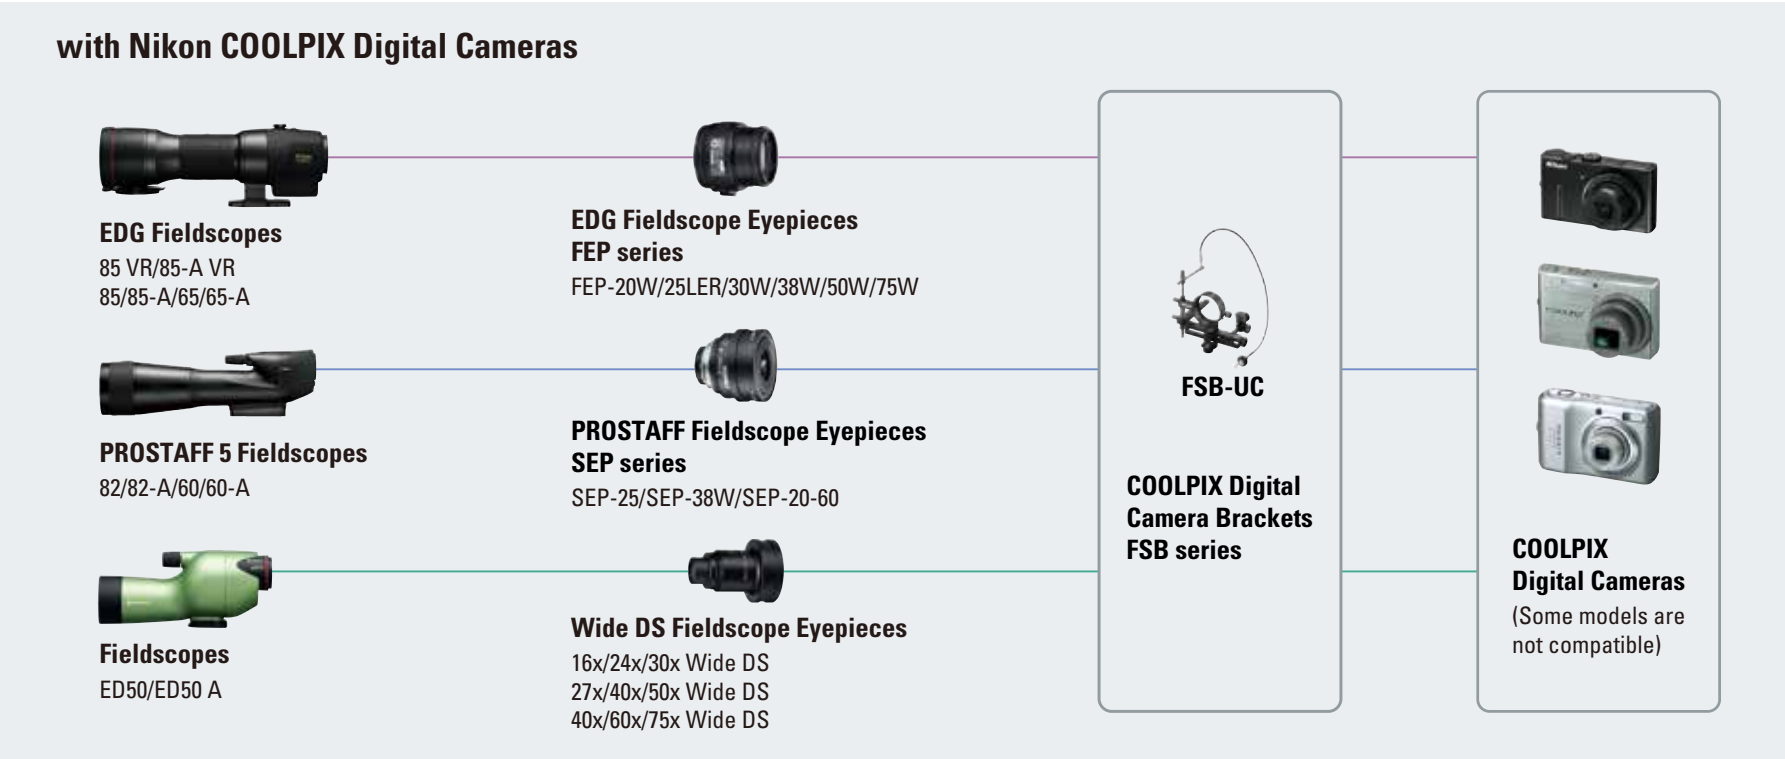 with Nikon COOLPIX Digital Cameras
EDG Fieldscopes
85 VR/85-A VR
85/85-A/65/65-A
EDG Fieldscope Eyepieces
FEP series
FEP-20W/25LER/30W/38W/50W/75W
PROSTAFF 5 Fieldscopes
82/82-A/60/60-A
PROSTAFF Fieldscope Eyepieces
SEP series
SEP-25/SEP-38W/SEP-20-60
Fieldscopes
ED50/ED50 A
Wide DS Fieldscope Eyepieces
16x/24x/30x Wide DS
27x/40x/50x Wide DS
40x/60x/75x Wide DS
FSB-UC
COOLPIX Digital
Camera Brackets
FSB series
Nikon
COOLPIX
COOLPIX
Digital Cameras
(Some models are
not compatible)